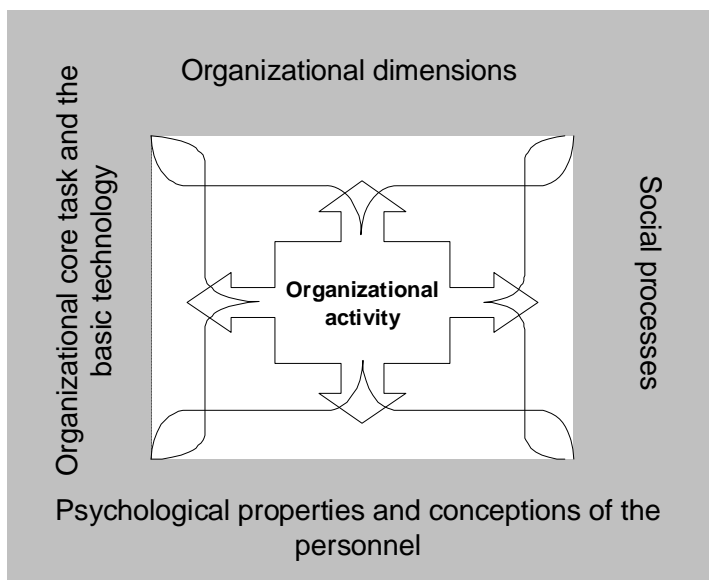 Organizational dimensions
Organizational core task and the
basic technology
Organizational
activity
Social processes
Psychological properties and conceptions of the
personnel